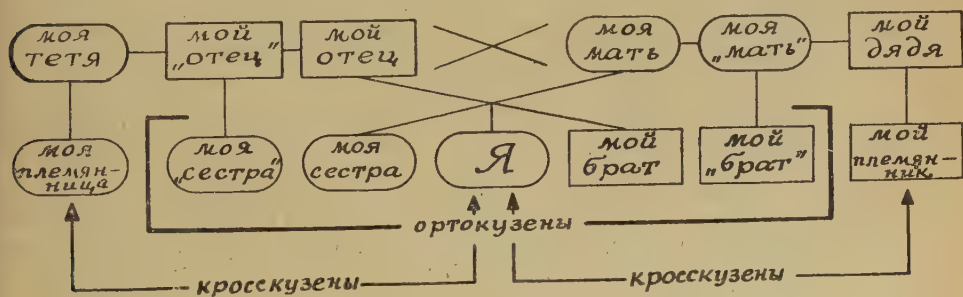 моя
тетя
мой
„отец"
мой
отец
моя
мать
моя
„мать"
мой
дядя
моя
племян-
ница
моя
„сестра"
моя
сестра
Я
мой
брат
мой
„брат"
мой
племян-
ник
ортокузены
кросскузены
кросскузены